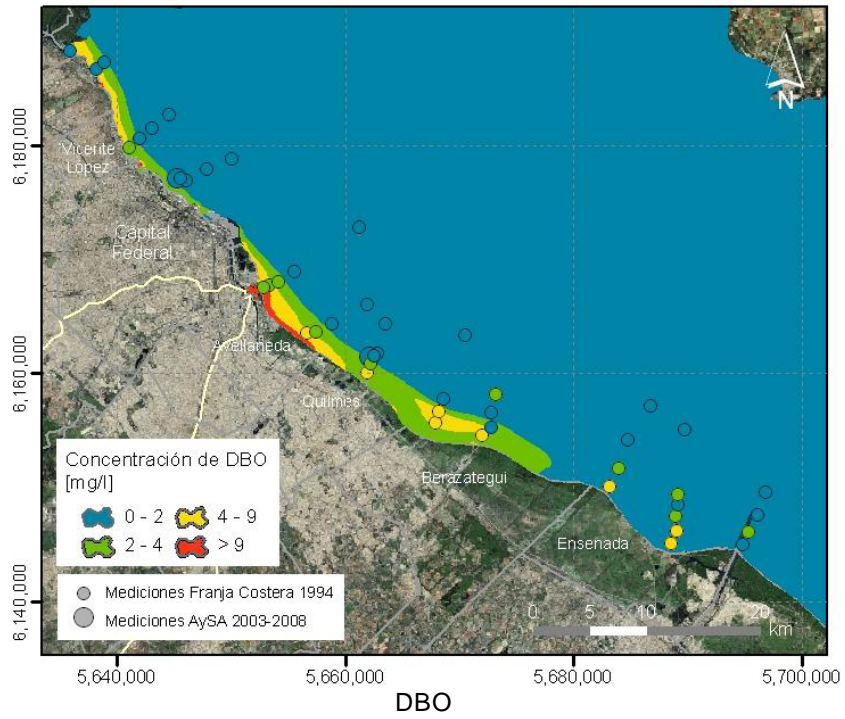 N
6,180,000
6,160,000
6,140,000
Vicente
López
Capital
Federal
Avellaneda
Quilmes
Berazategui
Ensenada
Concentración de DBO
[mg/l]
0 - 2
4 - 9
2 - 4
> 9
Mediciones Franja Costera 1994
Mediciones AySA 2003-2008
0 5 10 20
km
5,640,000 5,660,000 5,680,000 5,700,000
DBO